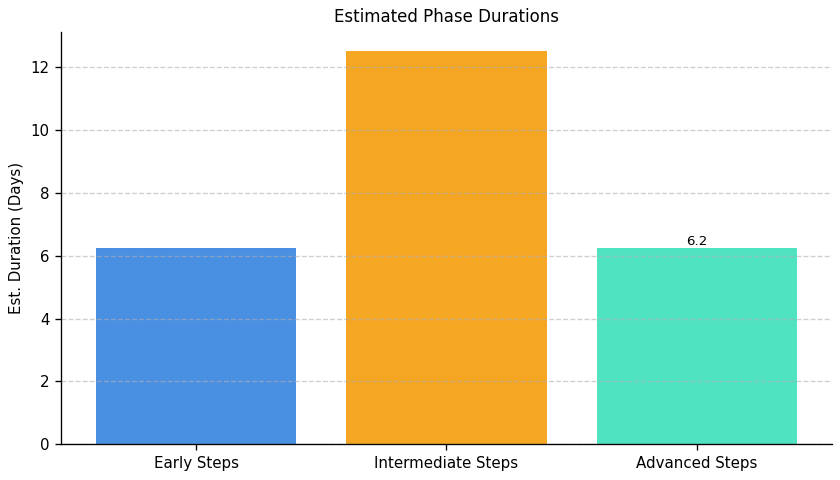 Estimated Phase Durations
Est. Duration (Days)
12
10
8
6
4
2
0
6.2
Early Steps
Intermediate Steps
Advanced Steps